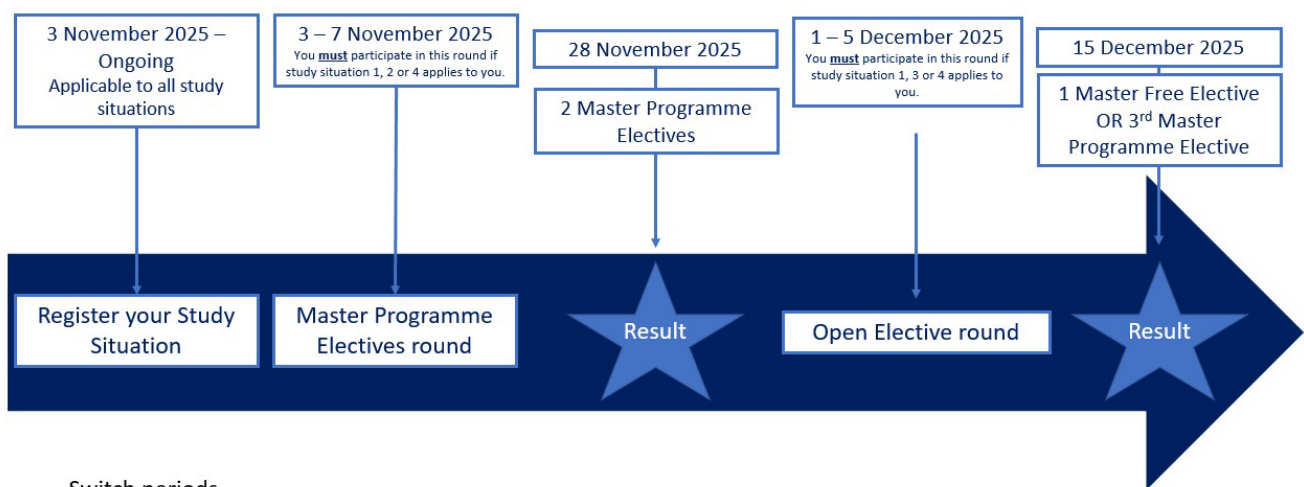 3 November 2025 –
Ongoing
Applicable to all study
situations
3 – 7 November 2025
You must participate in this round if
study situation 1, 2 or 4 applies to you.
28 November 2025
2 Master Programme
Electives
1 – 5 December 2025
You must participate in this round if
study situation 1, 3 or 4 applies to
you.
15 December 2025
1 Master Free Elective
OR 3rd Master
Programme Elective
Register your Study
Situation
Master Programme
Electives round
Result
Open Elective round
Result
Switch periods